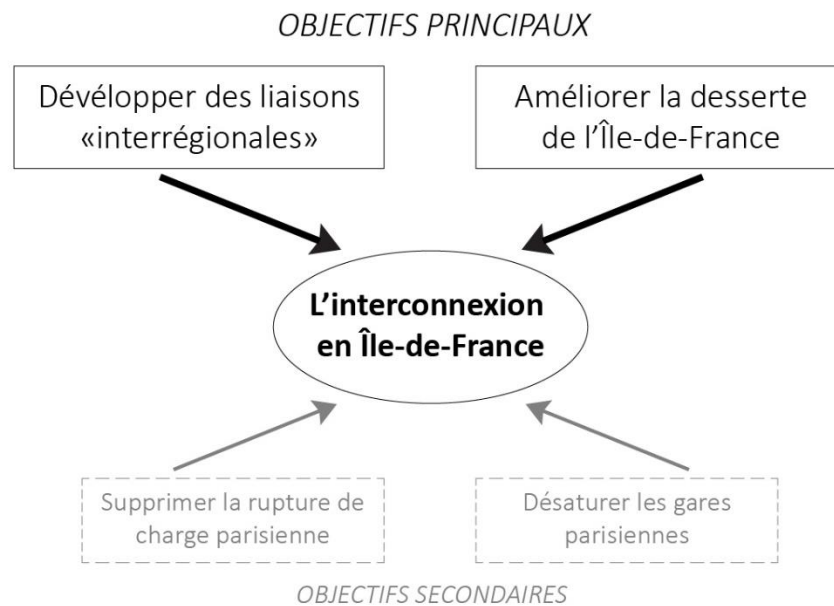 OBJECTIFS PRINCIPAUX
Dévélopper des liaisons
«interrégionales»
Améliorer la desserte
de l’Île-de-France
L’interconnexion
en Île-de-France
Supprimer la rupture de
charge parisienne
Désaturer les gares
parisiennes
OBJECTIFS SECONDAIRES